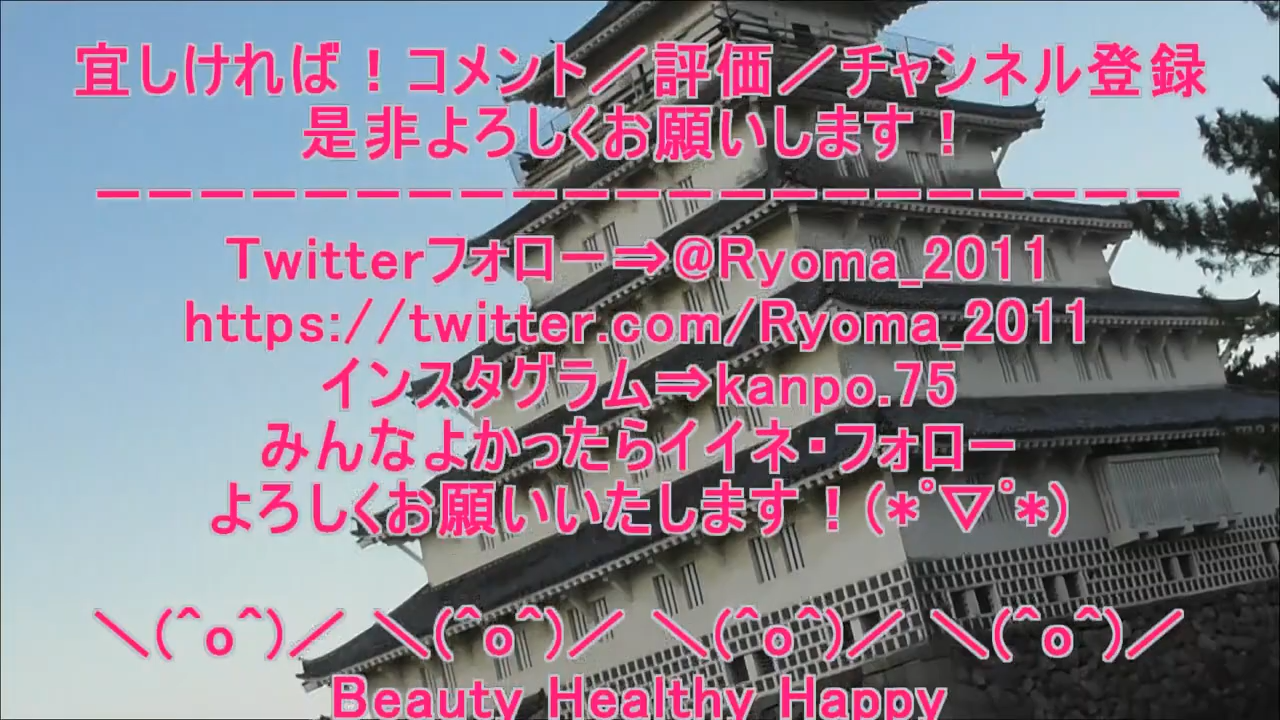 宜しければ！コメント／評価／チャンネル登録
是非よろしくお願いします！
ーーーーーーーーーーーーーーーーーーーーー
Twitterフォロー⇒@Ryoma_2011
https://twitter.com/Ryoma_2011
インスタグラム⇒kanpo.75
みんなよかったらイイネ・フォロー
よろしくお願いいたします！(*ﾟ▽ﾟ*)
＼(^o^)／ ＼(^o^)／ ＼(^o^)／ ＼(^o^)／
Beauty Healthy Happy